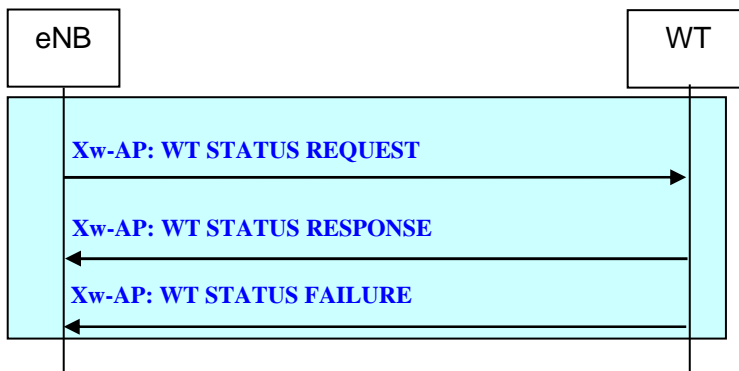 eNB
WT
Xw-AP: WT STATUS REQUEST
Xw-AP: WT STATUS RESPONSE
Xw-AP: WT STATUS FAILURE